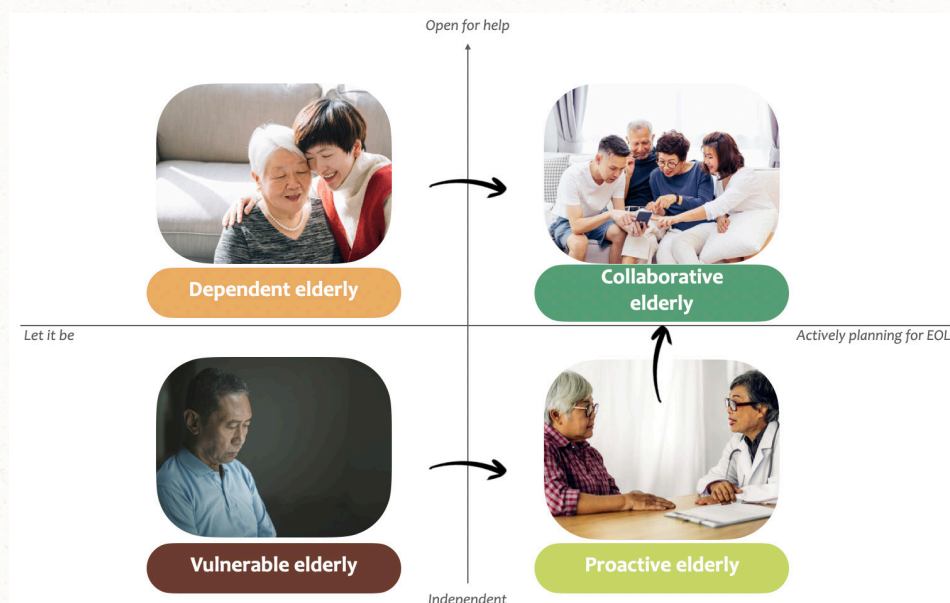 Open for help
Dependent elderly
Collaborative
elderly
Let it be
Actively planning for EOL
Vulnerable elderly
Proactive elderly
Independent